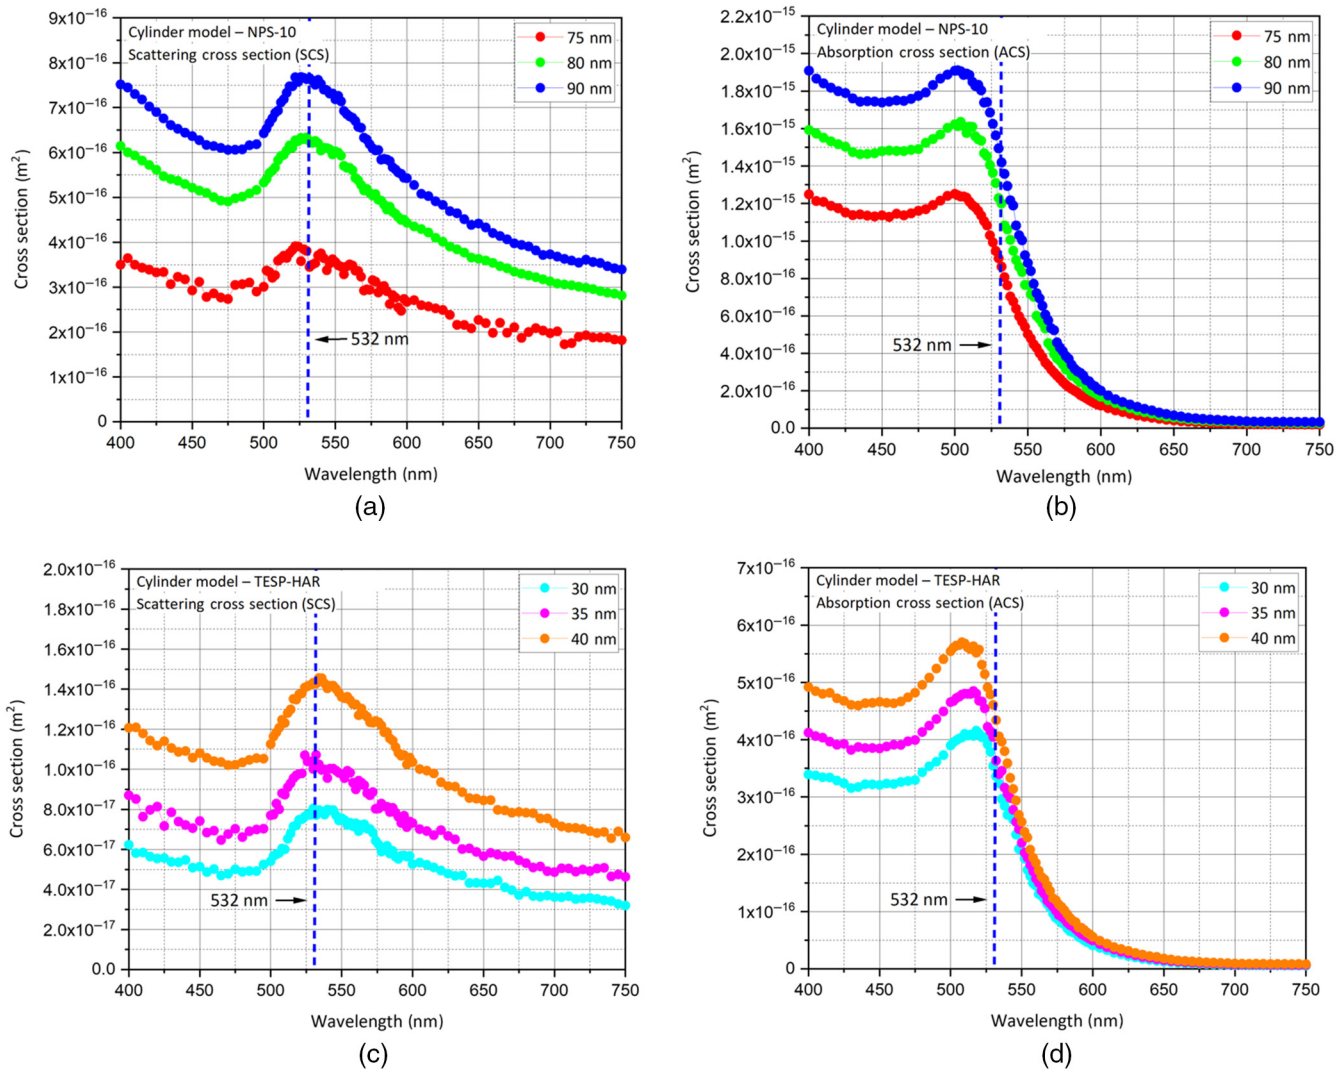 9x10⁻¹⁶
8x10⁻¹⁶
7x10⁻¹⁶
6x10⁻¹⁶
5x10⁻¹⁶
4x10⁻¹⁶
3x10⁻¹⁶
2x10⁻¹⁶
1x10⁻¹⁶
0
Cross section (m²)
Cylinder model – NPS-10
Scattering cross section (SCS)
75 nm
80 nm
90 nm
532 nm
400 450 500 550 600 650 700 750
Wavelength (nm)
(a)
2.2x10⁻¹⁵
2.0x10⁻¹⁵
1.8x10⁻¹⁵
1.6x10⁻¹⁵
1.4x10⁻¹⁵
1.2x10⁻¹⁵
1.0x10⁻¹⁵
8.0x10⁻¹⁶
6.0x10⁻¹⁶
4.0x10⁻¹⁶
2.0x10⁻¹⁶
0.0
Cross section (m²)
Cylinder model – NPS-10
Absorption cross section (ACS)
75 nm
80 nm
90 nm
532 nm
400 450 500 550 600 650 700 750
Wavelength (nm)
(b)
2.0x10⁻¹⁶
1.8x10⁻¹⁶
1.6x10⁻¹⁶
1.4x10⁻¹⁶
1.2x10⁻¹⁶
1.0x10⁻¹⁶
8.0x10⁻¹⁷
6.0x10⁻¹⁷
4.0x10⁻¹⁷
2.0x10⁻¹⁷
0.0
Cross section (m²)
Cylinder model – TESP-HAR
Scattering cross section (SCS)
30 nm
35 nm
40 nm
532 nm
400 450 500 550 600 650 700 750
Wavelength (nm)
(c)
7x10⁻¹⁶
6x10⁻¹⁶
5x10⁻¹⁶
4x10⁻¹⁶
3x10⁻¹⁶
2x10⁻¹⁶
1x10⁻¹⁶
0
Cross section (m²)
Cylinder model – TESP-HAR
Absorption cross section (ACS)
30 nm
35 nm
40 nm
532 nm
400 450 500 550 600 650 700 750
Wavelength (nm)
(d)